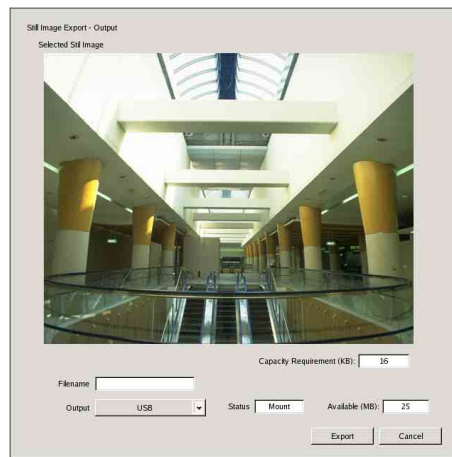 Still Image Export - Output
Selected Stil Image
Capacity Requirement (KB): 16
Filename
Output USB Status Mount Available (MB): 25
Export Cancel